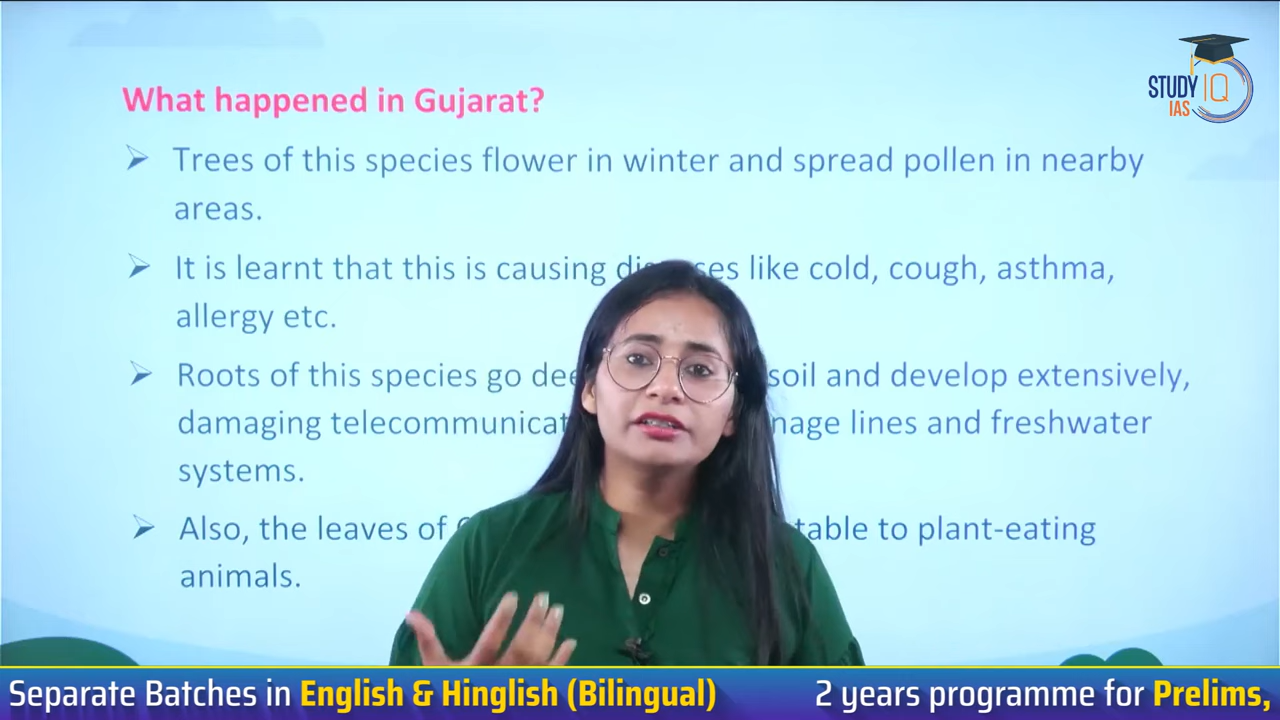 STUDY IQ
IAS
What happened in Gujarat?
➢ Trees of this species flower in winter and spread pollen in nearby
areas.
➢ It is learnt that this is causing like cold, cough, asthma,
allergy etc.
➢ Roots of this species go soil and develop extensively,
damaging lines and freshwater
systems.
➢ Also, the leaves of to plant-eating
animals.
Separate Batches in English & Hinglish (Bilingual) 2 years programme for Prelims,